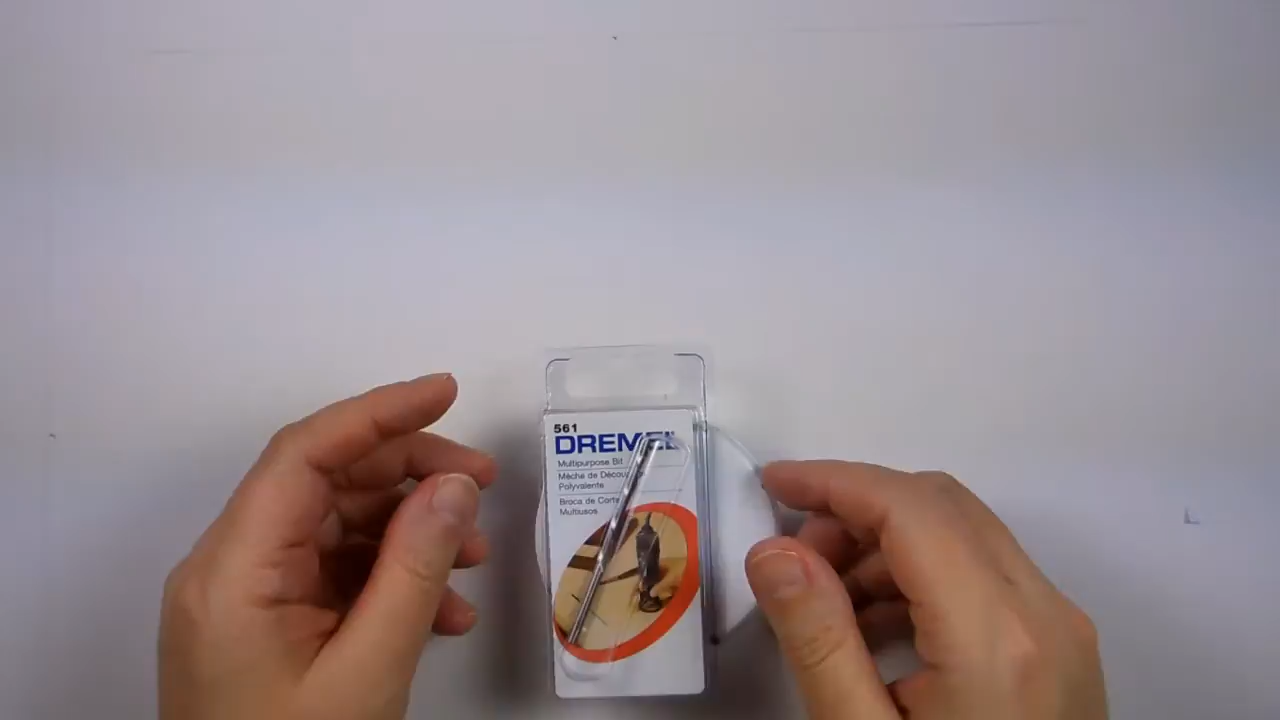 561
DREMEL
Multipurpose Bit
Mèche de Découpe
Polyvalente
Broca de Corte
Multiusos